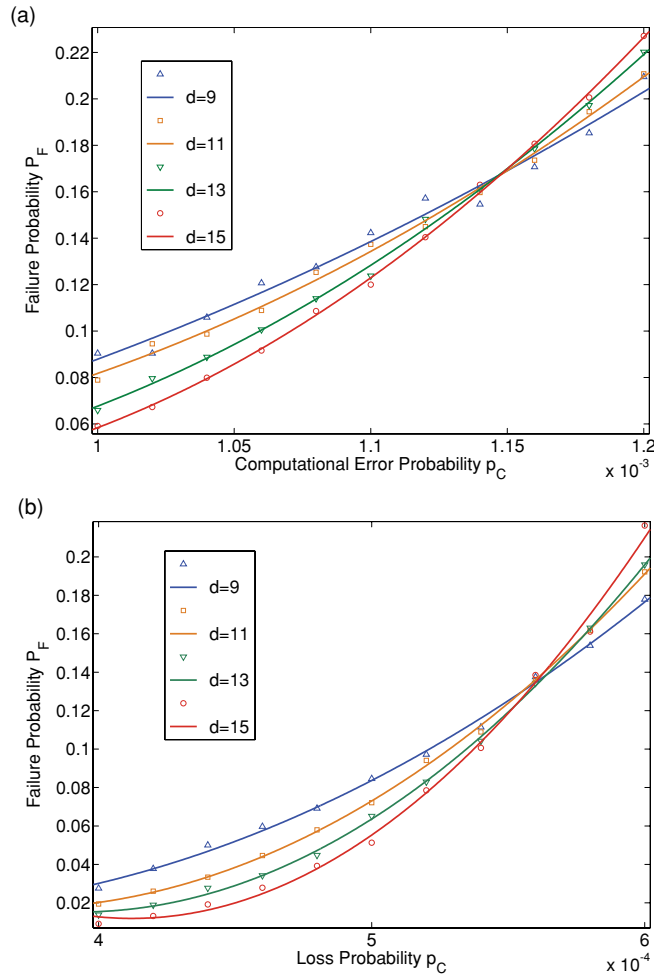 (a)
0.22
0.2
0.18
0.16
0.14
0.12
0.1
0.08
0.06
Failure Probability P_F
d=9
d=11
d=13
d=15
1
1.05
1.1
1.15
1.2
Computational Error Probability p_C
x 10^-3
(b)
0.2
0.18
0.16
0.14
0.12
0.1
0.08
0.06
0.04
0.02
Failure Probability P_F
d=9
d=11
d=13
d=15
4
5
6
Loss Probability p_C
x 10^-4